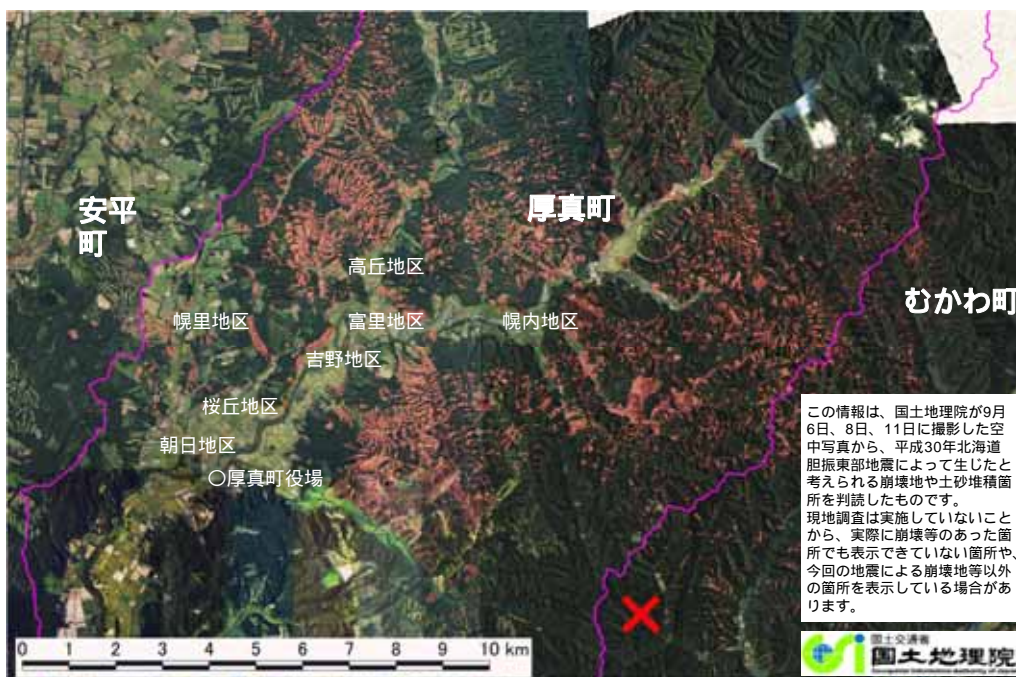 安平
町
厚真町
高丘地区
むかわ町
幌里地区
富里地区
幌内地区
吉野地区
桜丘地区
朝日地区
○厚真町役場
この情報は、国土地理院が9月
6日、8日、11日に撮影した空
中写真から、平成30年北海道
胆振東部地震によって生じたと
考えられる崩壊地や土砂堆積箇
所を判読したものです。
現地調査は実施していないこと
から、実際に崩壊等のあった箇
所でも表示できていない箇所や、
今回の地震による崩壊地等以外
の箇所を表示している場合があ
ります。
0 1 2 3 4 5 6 7 8 9 10 km
国土交通省
国土地理院